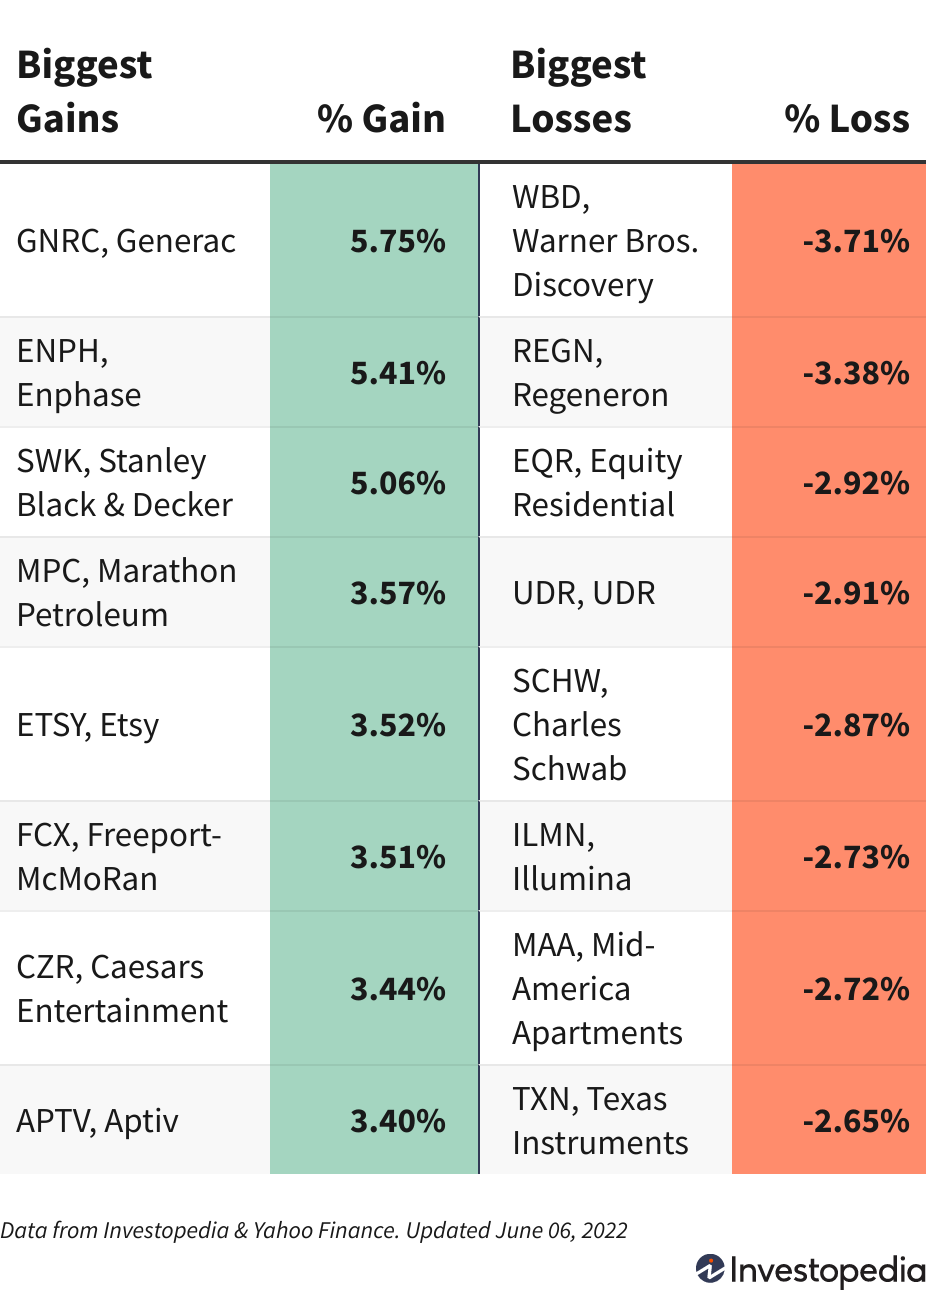 Biggest
Gains
% Gain
Biggest
Losses
% Loss
GNRC, Generac
5.75%
WBD,
Warner Bros.
Discovery
-3.71%
ENPH,
Enphase
5.41%
REGN,
Regeneron
-3.38%
SWK, Stanley
Black & Decker
5.06%
EQR, Equity
Residential
-2.92%
MPC, Marathon
Petroleum
3.57%
UDR, UDR
-2.91%
ETSY, Etsy
3.52%
SCHW,
Charles
Schwab
-2.87%
FCX, Freeport-
McMoRan
3.51%
ILMN,
Illumina
-2.73%
CZR, Caesars
Entertainment
3.44%
MAA, Mid-
America
Apartments
-2.72%
APTV, Aptiv
3.40%
TXN, Texas
Instruments
-2.65%
Data from Investopedia & Yahoo Finance. Updated June 06, 2022
Investopedia